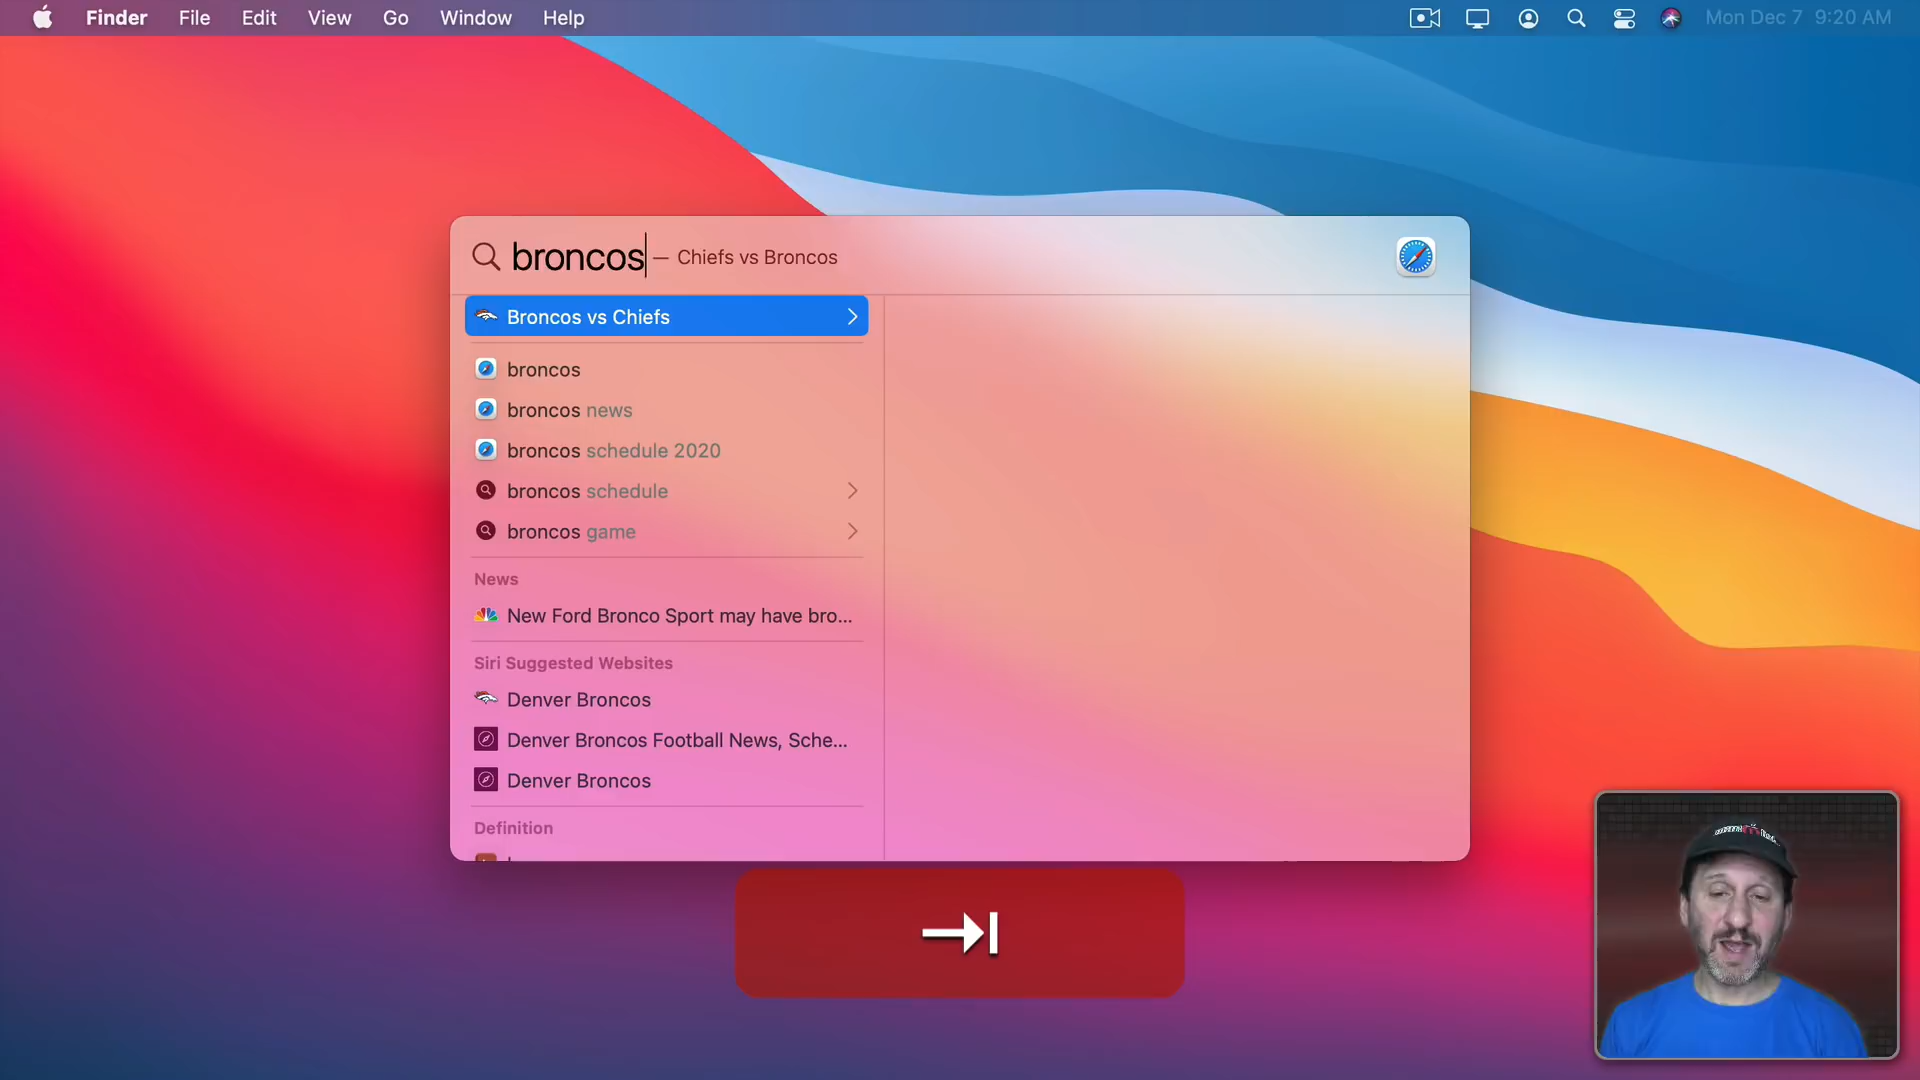 Finder File Edit View Go Window Help Mon Dec 7 9:20 AM
broncos — Chiefs vs Broncos
Broncos vs Chiefs
broncos
broncos news
broncos schedule 2020
broncos schedule
broncos game
News
New Ford Bronco Sport may have bro...
Siri Suggested Websites
Denver Broncos
Denver Broncos Football News, Sche...
Denver Broncos
Definition